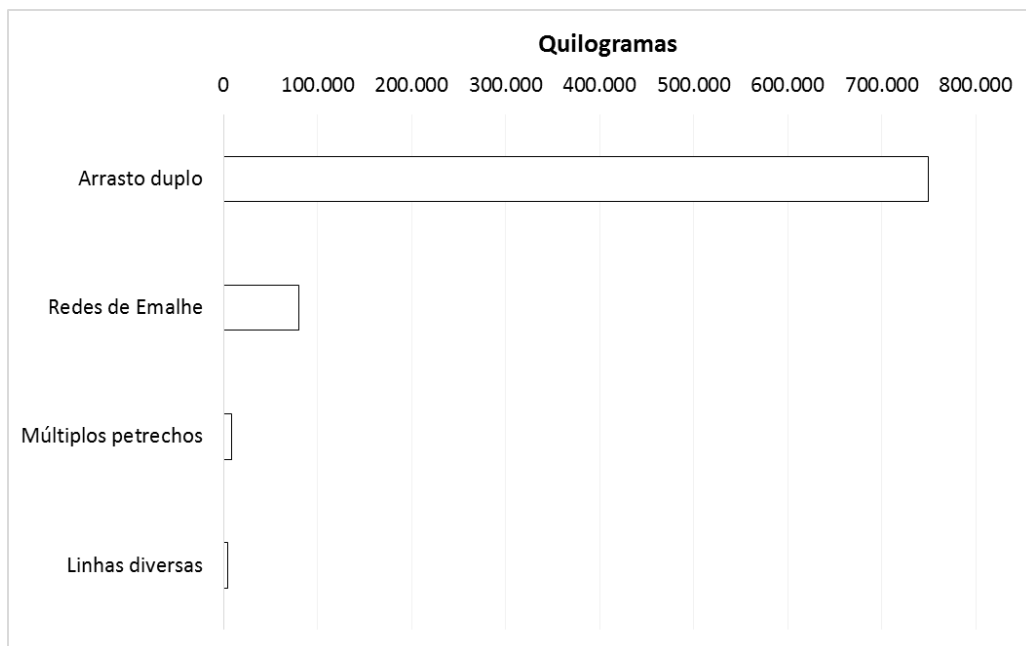 Quilogramas
0 100.000 200.000 300.000 400.000 500.000 600.000 700.000 800.000
Arrasto duplo
Redes de Emalhe
Múltiplos petrechos
Linhas diversas